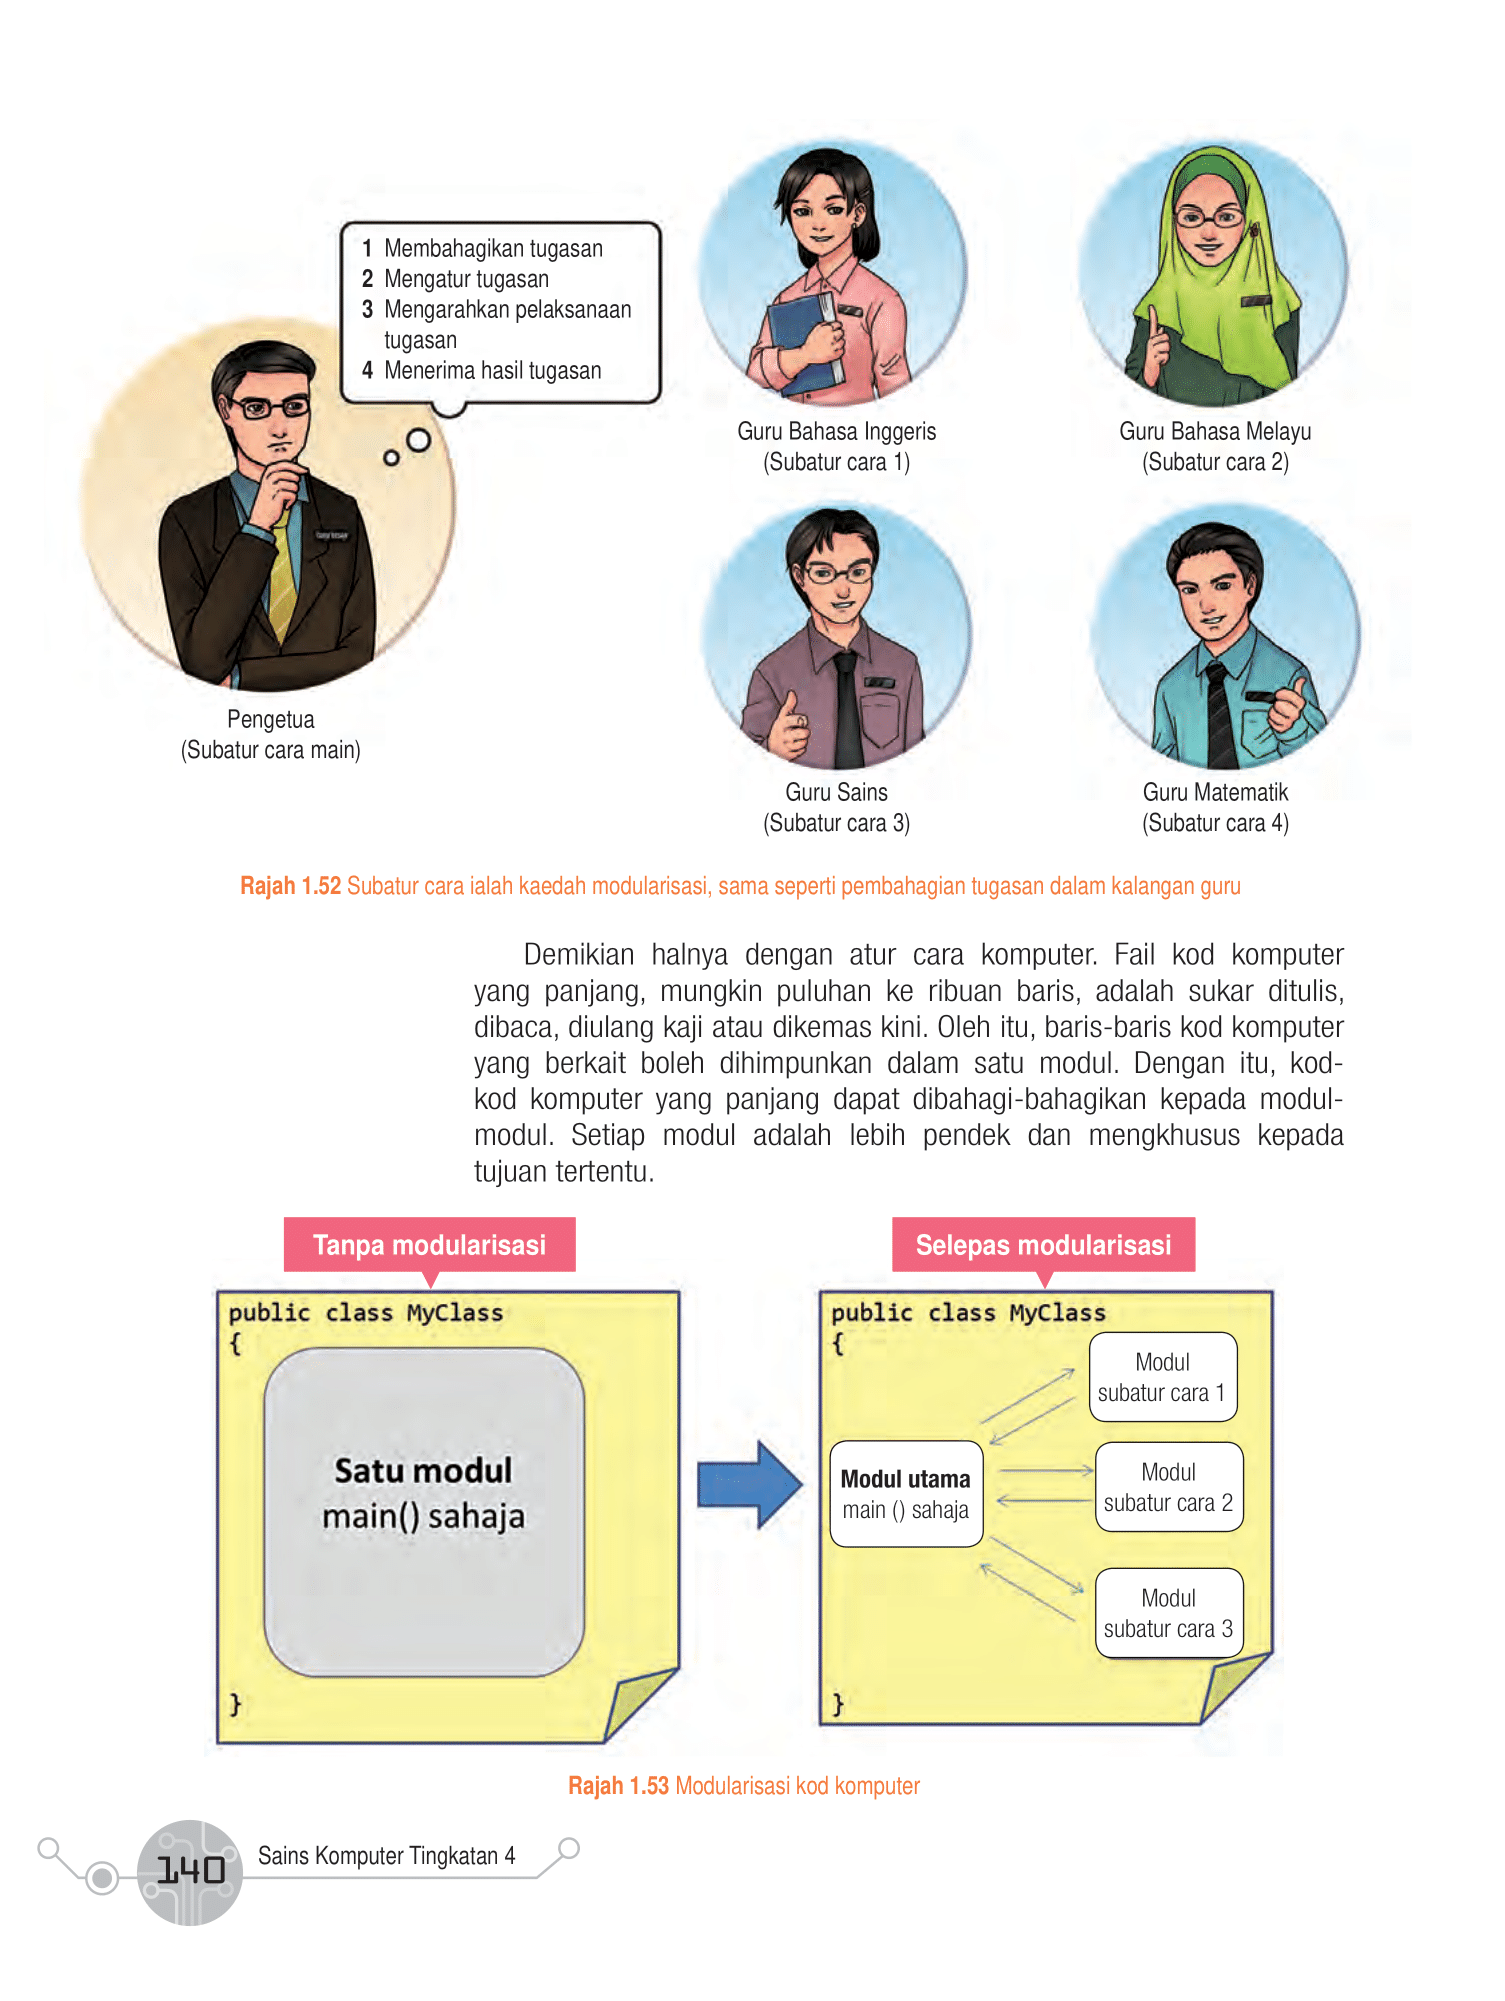 1 Membahagikan tugasan
2 Mengatur tugasan
3 Mengarahkan pelaksanaan
tugasan
4 Menerima hasil tugasan
Pengetua
(Subatur cara main)
Guru Bahasa Inggeris
(Subatur cara 1)
Guru Bahasa Melayu
(Subatur cara 2)
Guru Sains
(Subatur cara 3)
Guru Matematik
(Subatur cara 4)
Rajah 1.52 Subatur cara ialah kaedah modularisasi, sama seperti pembahagian tugasan dalam kalangan guru
Demikian halnya dengan atur cara komputer. Fail kod komputer
yang panjang, mungkin puluhan ke ribuan baris, adalah sukar ditulis,
dibaca, diulang kaji atau dikemas kini. Oleh itu, baris-baris kod komputer
yang berkait boleh dihimpunkan dalam satu modul. Dengan itu, kod-
kod komputer yang panjang dapat dibahagi-bahagikan kepada modul-
modul. Setiap modul adalah lebih pendek dan mengkhusus kepada
tujuan tertentu.
Tanpa modularisasi
public class MyClass
{
Satu modul
main() sahaja
}
Selepas modularisasi
public class MyClass
{
Modul utama
main () sahaja
Modul
subatur cara 1
Modul
subatur cara 2
Modul
subatur cara 3
}
Rajah 1.53 Modularisasi kod komputer
140
Sains Komputer Tingkatan 4